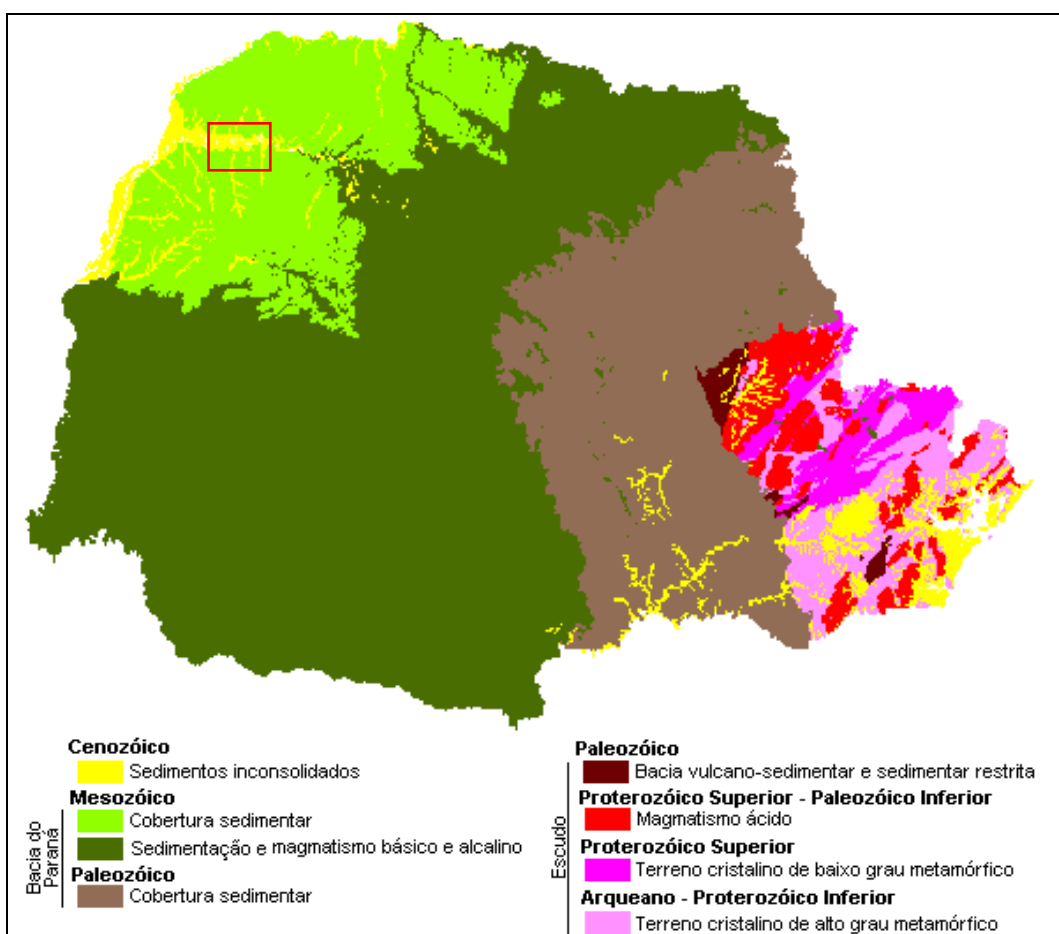 Cenozóico
Sedimentos inconsolidados
Mesozóico
Cobertura sedimentar
Sedimentação e magmatismo básico e alcalino
Paleozóico
Cobertura sedimentar
Bacia do
Paraná
Paleozóico
Bacia vulcano-sedimentar e sedimentar restrita
Proterozóico Superior - Paleozóico Inferior
Magmatismo ácido
Proterozóico Superior
Terreno cristalino de baixo grau metamórfico
Arqueano - Proterozóico Inferior
Terreno cristalino de alto grau metamórfico
Escudo